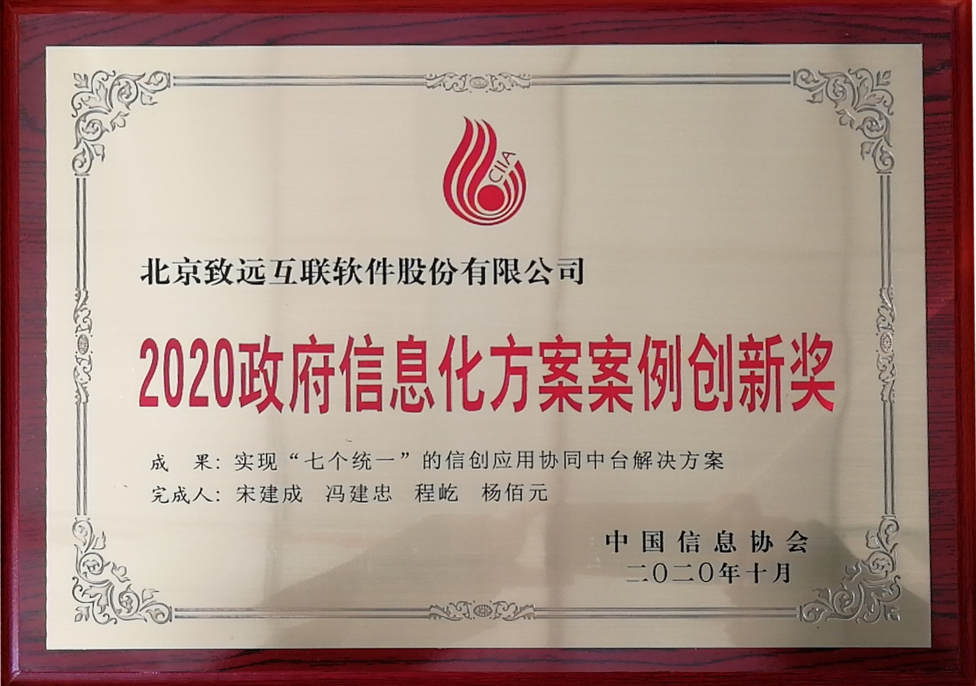 CIIA
北京致远互联软件股份有限公司
2020政府信息化方案案例创新奖
成 果：实现“七个统一”的信创应用协同中台解决方案
完成人：宋建成 冯建忠 程屹 杨佰元
中国信息协会
二〇二〇年十月